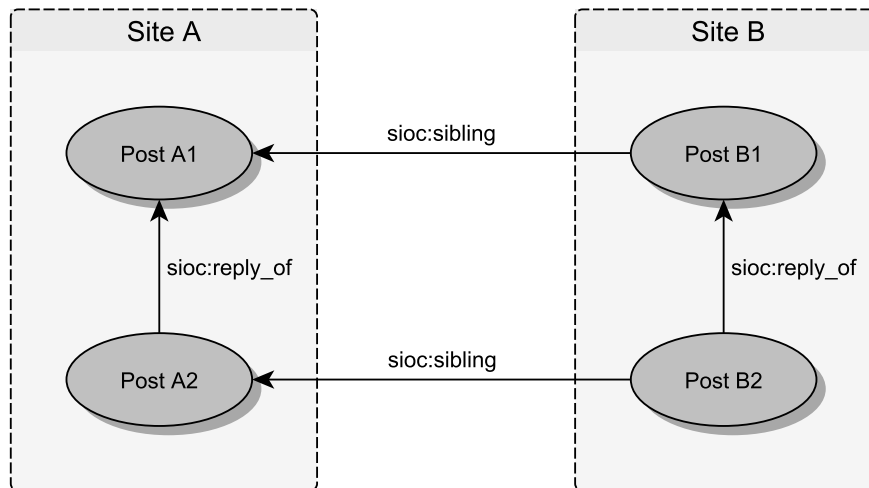 Site A
Site B
sioc:sibling
Post A1
Post B1
sioc:reply_of
sioc:reply_of
sioc:sibling
Post A2
Post B2